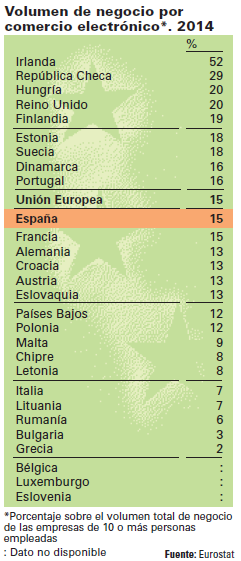 Volumen de negocio por
comercio electrónico*. 2014
%
Irlanda 52
República Checa 29
Hungría 20
Reino Unido 20
Finlandia 19
Estonia 18
Suecia 18
Dinamarca 16
Portugal 16
Unión Europea 15
España 15
Francia 15
Alemania 13
Croacia 13
Austria 13
Eslovaquia 13
Países Bajos 12
Polonia 12
Malta 9
Chipre 8
Letonia 8
Italia 7
Lituania 7
Rumanía 6
Bulgaria 3
Grecia 2
Bélgica :
Luxemburgo :
Eslovenia :
*Porcentaje sobre el volumen total de negocio
de las empresas de 10 o más personas
empleadas
: Dato no disponible
Fuente: Eurostat